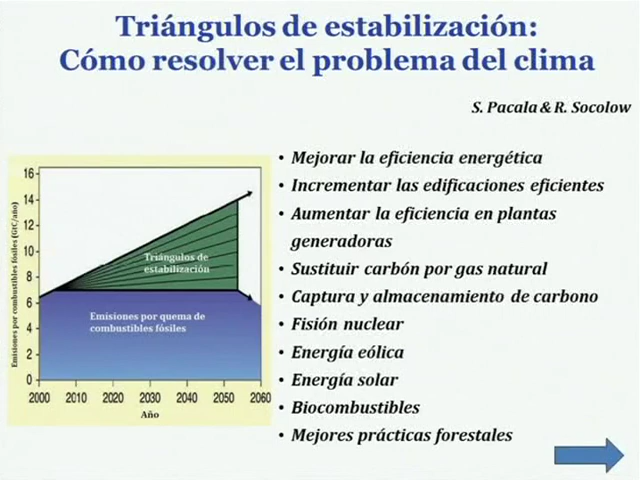 Triángulos de estabilización:
Cómo resolver el problema del clima
S. Pacala & R. Socolow
• Mejorar la eficiencia energética
• Incrementar las edificaciones eficientes
• Aumentar la eficiencia en plantas
generadoras
• Sustituir carbón por gas natural
• Captura y almacenamiento de carbono
• Fisión nuclear
• Energía eólica
• Energía solar
• Biocombustibles
• Mejores prácticas forestales
Emisiones por combustibles fósiles (GtC/año)
16
14
12
10
8
6
4
2
0
Triángulos de
estabilización
Emisiones por quema de
combustibles fósiles
2000 2010 2020 2030 2040 2050 2060
Año